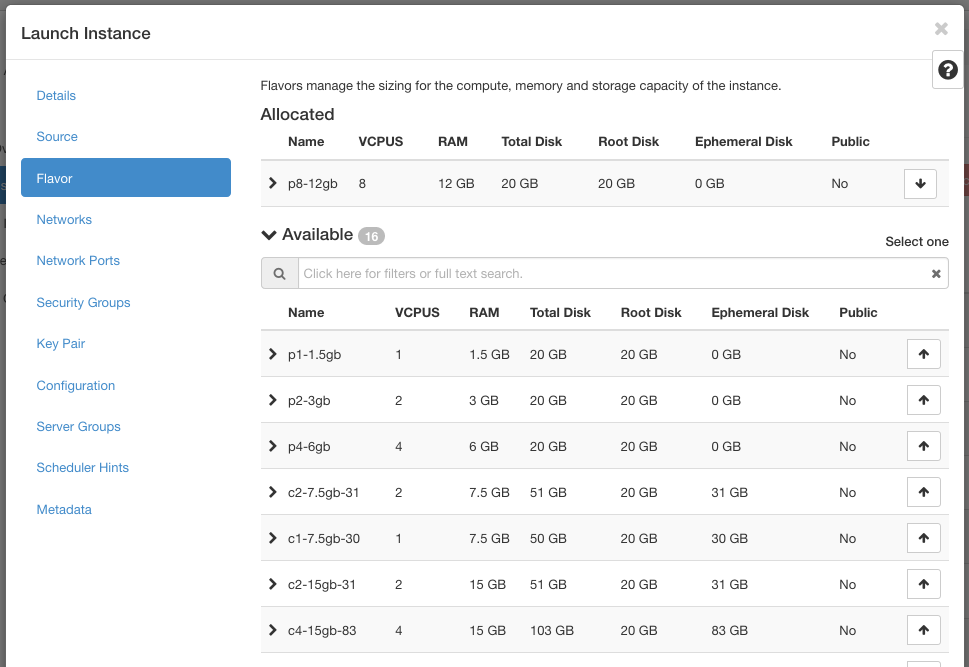 Launch Instance
Details
Source
Flavor
Networks
Network Ports
Security Groups
Key Pair
Configuration
Server Groups
Scheduler Hints
Metadata
Flavors manage the sizing for the compute, memory and storage capacity of the instance.
Allocated
Name VCPUS RAM Total Disk Root Disk Ephemeral Disk Public
p8-12gb 8 12 GB 20 GB 20 GB 0 GB No
Available 16
Select one
Click here for filters or full text search.
Name VCPUS RAM Total Disk Root Disk Ephemeral Disk Public
p1-1.5gb 1 1.5 GB 20 GB 20 GB 0 GB No
p2-3gb 2 3 GB 20 GB 20 GB 0 GB No
p4-6gb 4 6 GB 20 GB 20 GB 0 GB No
c2-7.5gb-31 2 7.5 GB 51 GB 20 GB 31 GB No
c1-7.5gb-30 1 7.5 GB 50 GB 20 GB 30 GB No
c2-15gb-31 2 15 GB 51 GB 20 GB 31 GB No
c4-15gb-83 4 15 GB 103 GB 20 GB 83 GB No